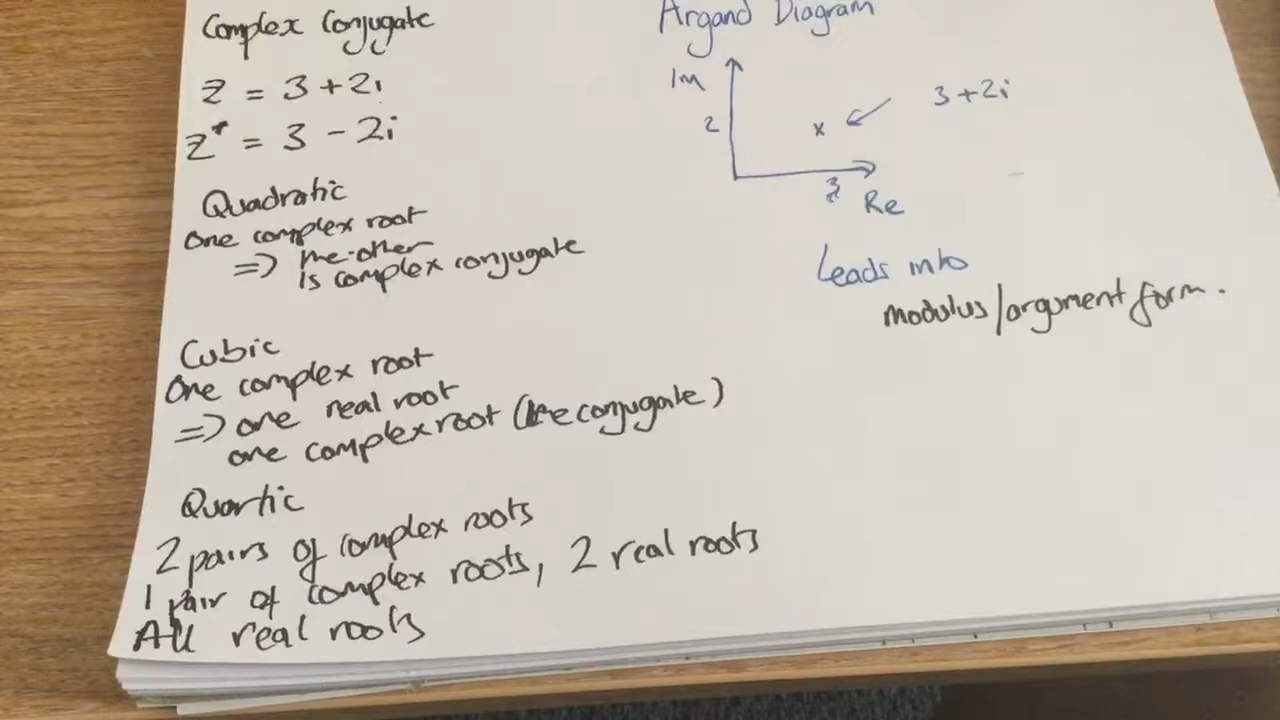 Complex Conjugate
z = 3 + 2i
z* = 3 - 2i
Quadratic
One complex root
=> the other
is complex conjugate
Cubic
One complex root
=> one real root
one complex root (the conjugate)
Quartic
2 pairs of complex roots
1 pair of complex roots, 2 real roots
All real roots
Argand Diagram
Im
3+2i
2
x
3
Re
Leads into
modulus/argument form.